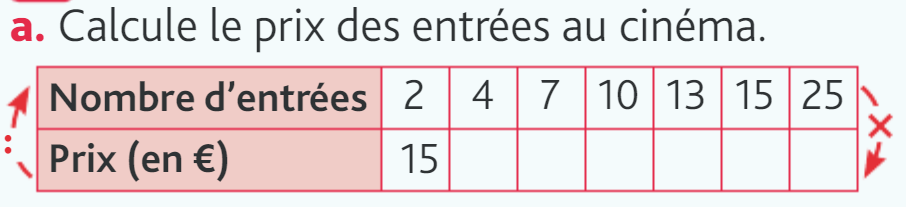 a. Calcule le prix des entrées au cinéma.
Nombre d’entrées 2 4 7 10 13 15 25
: ×
Prix (en €) 15